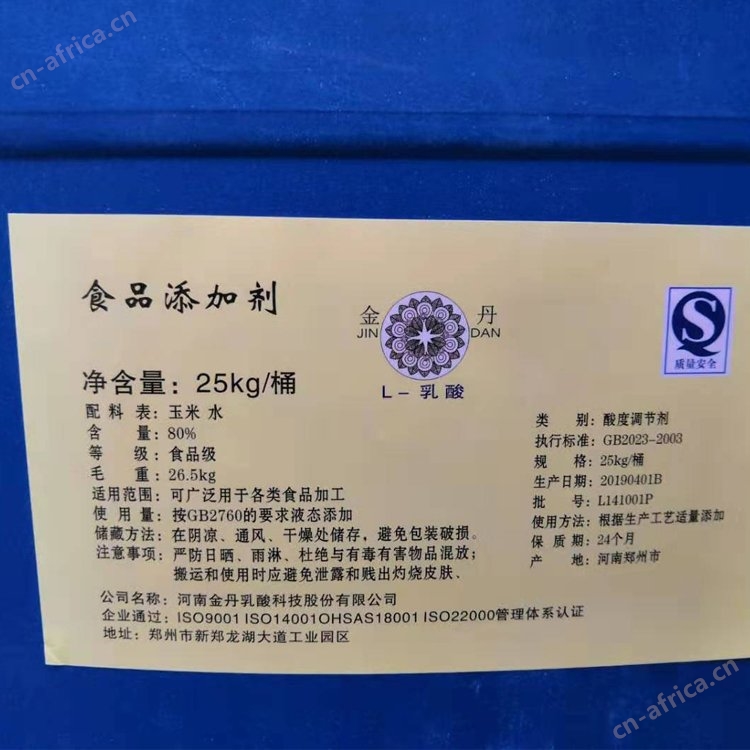 cn-africa.cn
食品添加剂
金 丹
JIN DAN
L-乳酸
质量安全
净含量：25kg/桶
配 料 表：玉米 水
含 量：80%
等 级：食品级
毛 重：26.5kg
适用范围：可广泛用于各类食品加工
使 用 量：按GB2760的要求液态添加
储藏方法：在阴凉、通风、干燥处储存，避免包装破损。
注意事项：严防日晒、雨淋、杜绝与有毒有害物品混放；
搬运和使用时应避免泄露和贱出灼烧皮肤、
类 别：酸度调节剂
执行标准：GB2023-2003
规 格：25kg/桶
生产日期：20190401B
批 号：L141001P
使用方法：根据生产工艺适量添加
保 质 期：24个月
产 地：河南郑州市
公司名称：河南金丹乳酸科技股份有限公司
企业通过：ISO9001 ISO14001OHSAS18001 ISO22000管理体系认证
地址：郑州市新郑龙湖大道工业园区
cn-africa.cn